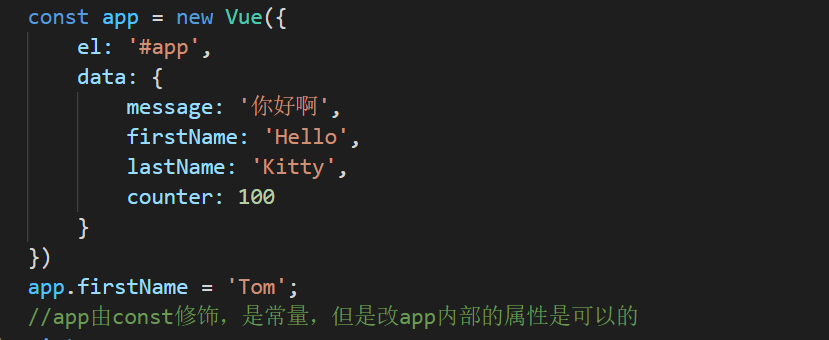 const app = new Vue({
el: '#app',
data: {
message: '你好啊',
firstName: 'Hello',
lastName: 'Kitty',
counter: 100
}
})
app.firstName = 'Tom';
//app由const修饰，是常量，但是改app内部的属性是可以的